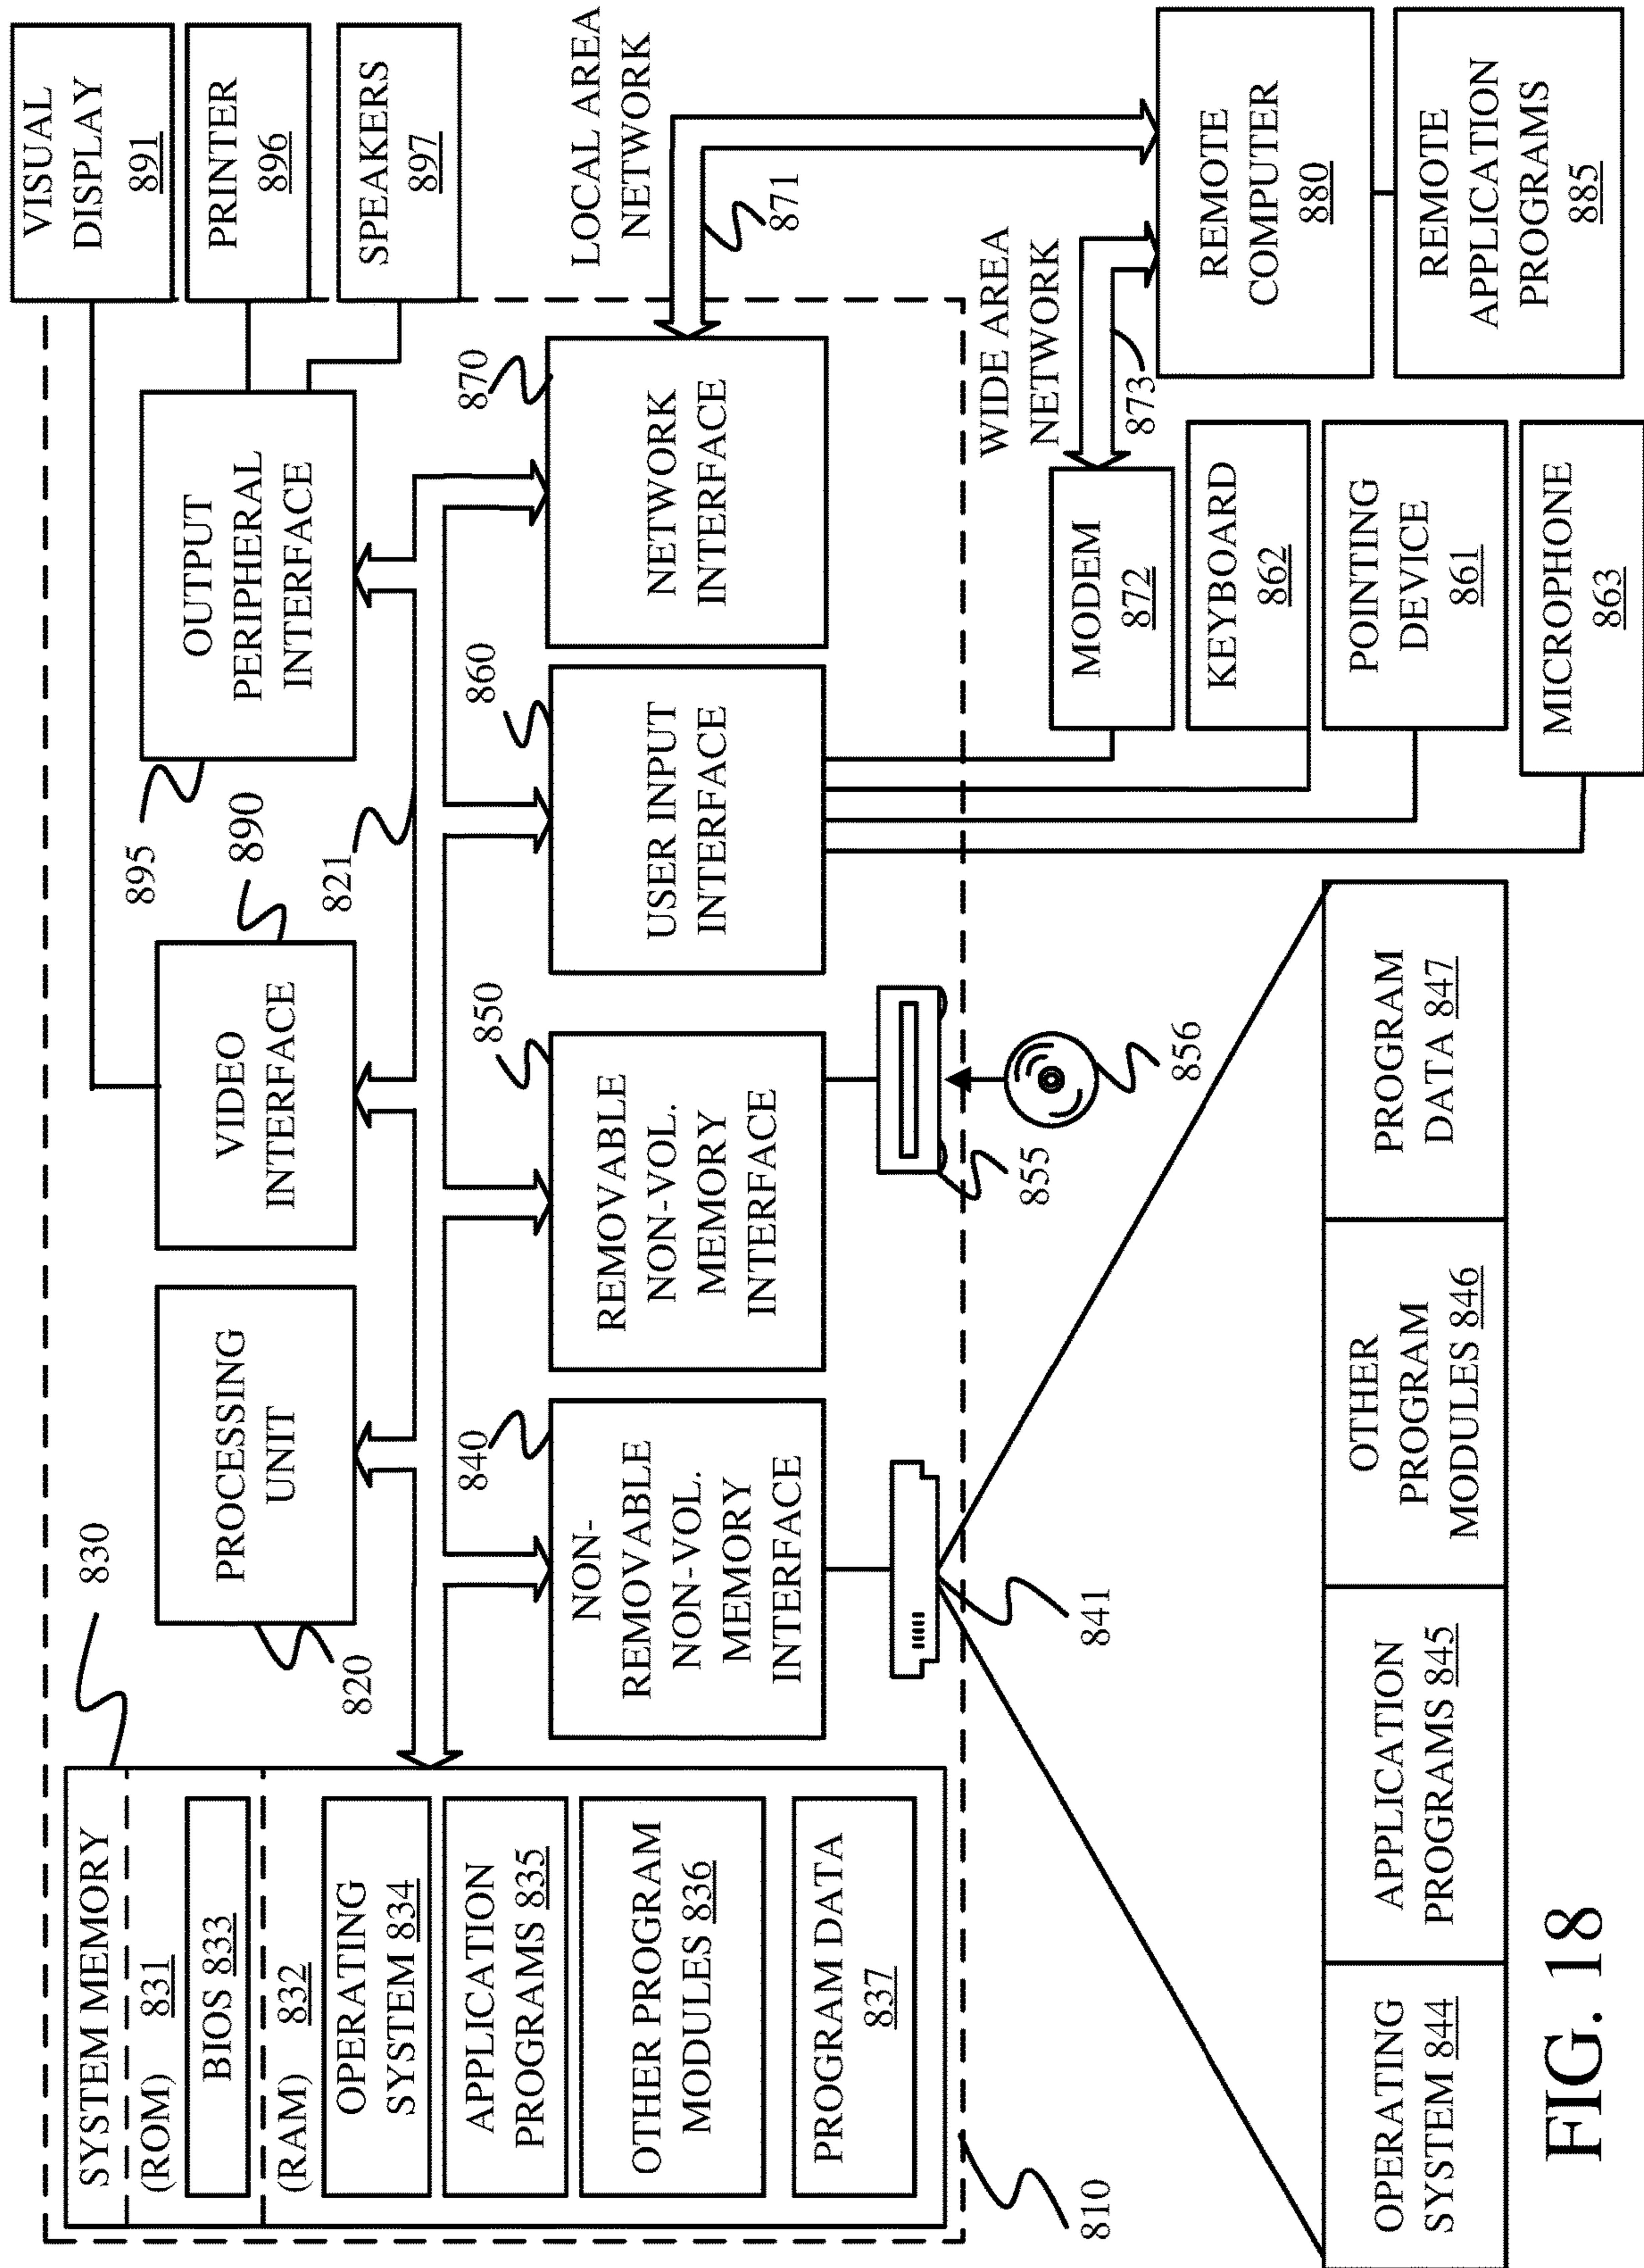 SYSTEM MEMORY
(ROM) 831
BIOS 833
(RAM) 832
OPERATING
SYSTEM 834
APPLICATION
PROGRAMS 835
OTHER PROGRAM
MODULES 836
PROGRAM DATA
837
810
830
PROCESSING
UNIT
820
VIDEO
INTERFACE
890
821
OUTPUT
PERIPHERAL
INTERFACE
895
VISUAL
DISPLAY
891
PRINTER
896
SPEAKERS
897
NON-
REMOVABLE
NON-VOL.
MEMORY
INTERFACE
840
REMOVABLE
NON-VOL.
MEMORY
INTERFACE
850
USER INPUT
INTERFACE
860
NETWORK
INTERFACE
870
LOCAL AREA
NETWORK
871
841
855
856
WIDE AREA
NETWORK
873
MODEM
872
KEYBOARD
862
POINTING
DEVICE
861
MICROPHONE
863
REMOTE
COMPUTER
880
REMOTE
APPLICATION
PROGRAMS
885
OPERATING
SYSTEM 844
APPLICATION
PROGRAMS 845
OTHER
PROGRAM
MODULES 846
PROGRAM
DATA 847
FIG. 18